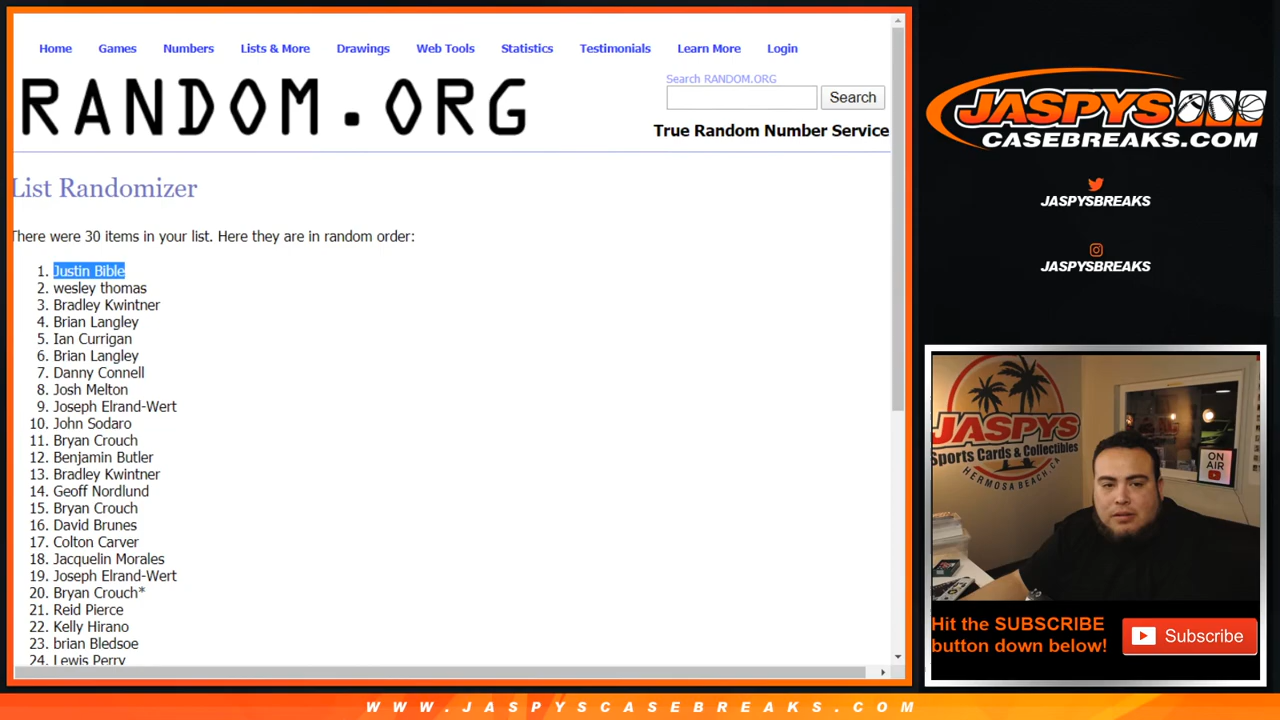 Home Games Numbers Lists & More Drawings Web Tools Statistics Testimonials Learn More Login
RANDOM.ORG
Search RANDOM.ORG
Search
True Random Number Service
List Randomizer
There were 30 items in your list. Here they are in random order:
1. Justin Bible
2. wesley thomas
3. Bradley Kwintner
4. Brian Langley
5. Ian Currigan
6. Brian Langley
7. Danny Connell
8. Josh Melton
9. Joseph Elrand-Wert
10. John Sodaro
11. Bryan Crouch
12. Benjamin Butler
13. Bradley Kwintner
14. Geoff Nordlund
15. Bryan Crouch
16. David Brunes
17. Colton Carver
18. Jacquelin Morales
19. Joseph Elrand-Wert
20. Bryan Crouch*
21. Reid Pierce
22. Kelly Hirano
23. brian Bledsoe
24. Lewis Perry
JASPYS
CASEBREAKS.COM
JASPYSBREAKS
JASPYSBREAKS
JASPYS
Sports Cards & Collectibles
HERMOSA BEACH, CA
ON
AIR
Hit the SUBSCRIBE
button down below!
Subscribe
WWW.JASPYSCASEBREAKS.COM